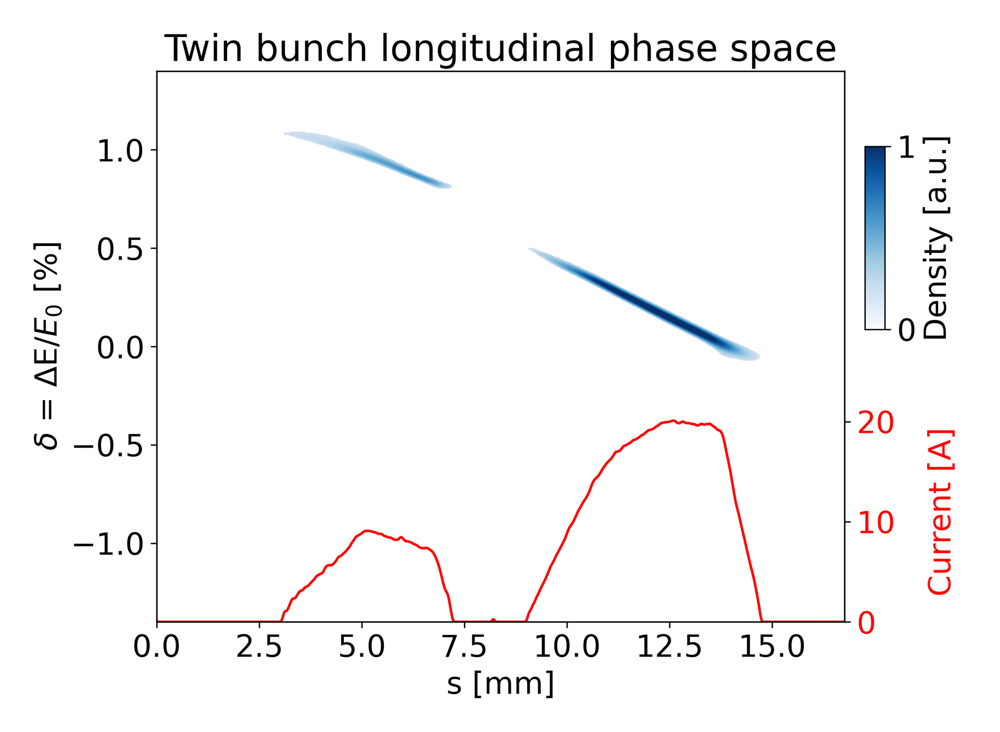 Twin bunch longitudinal phase space
δ = ΔE/E₀ [%]
1.0
0.5
0.0
−0.5
−1.0
0.0 2.5 5.0 7.5 10.0 12.5 15.0
s [mm]
1
0
Density [a.u.]
20
10
0
Current [A]